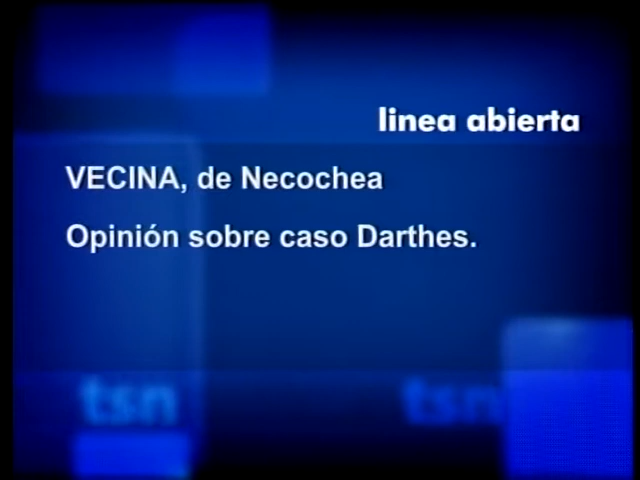 linea abierta
VECINA, de Necochea
Opinión sobre caso Darthes.
tsn tsn